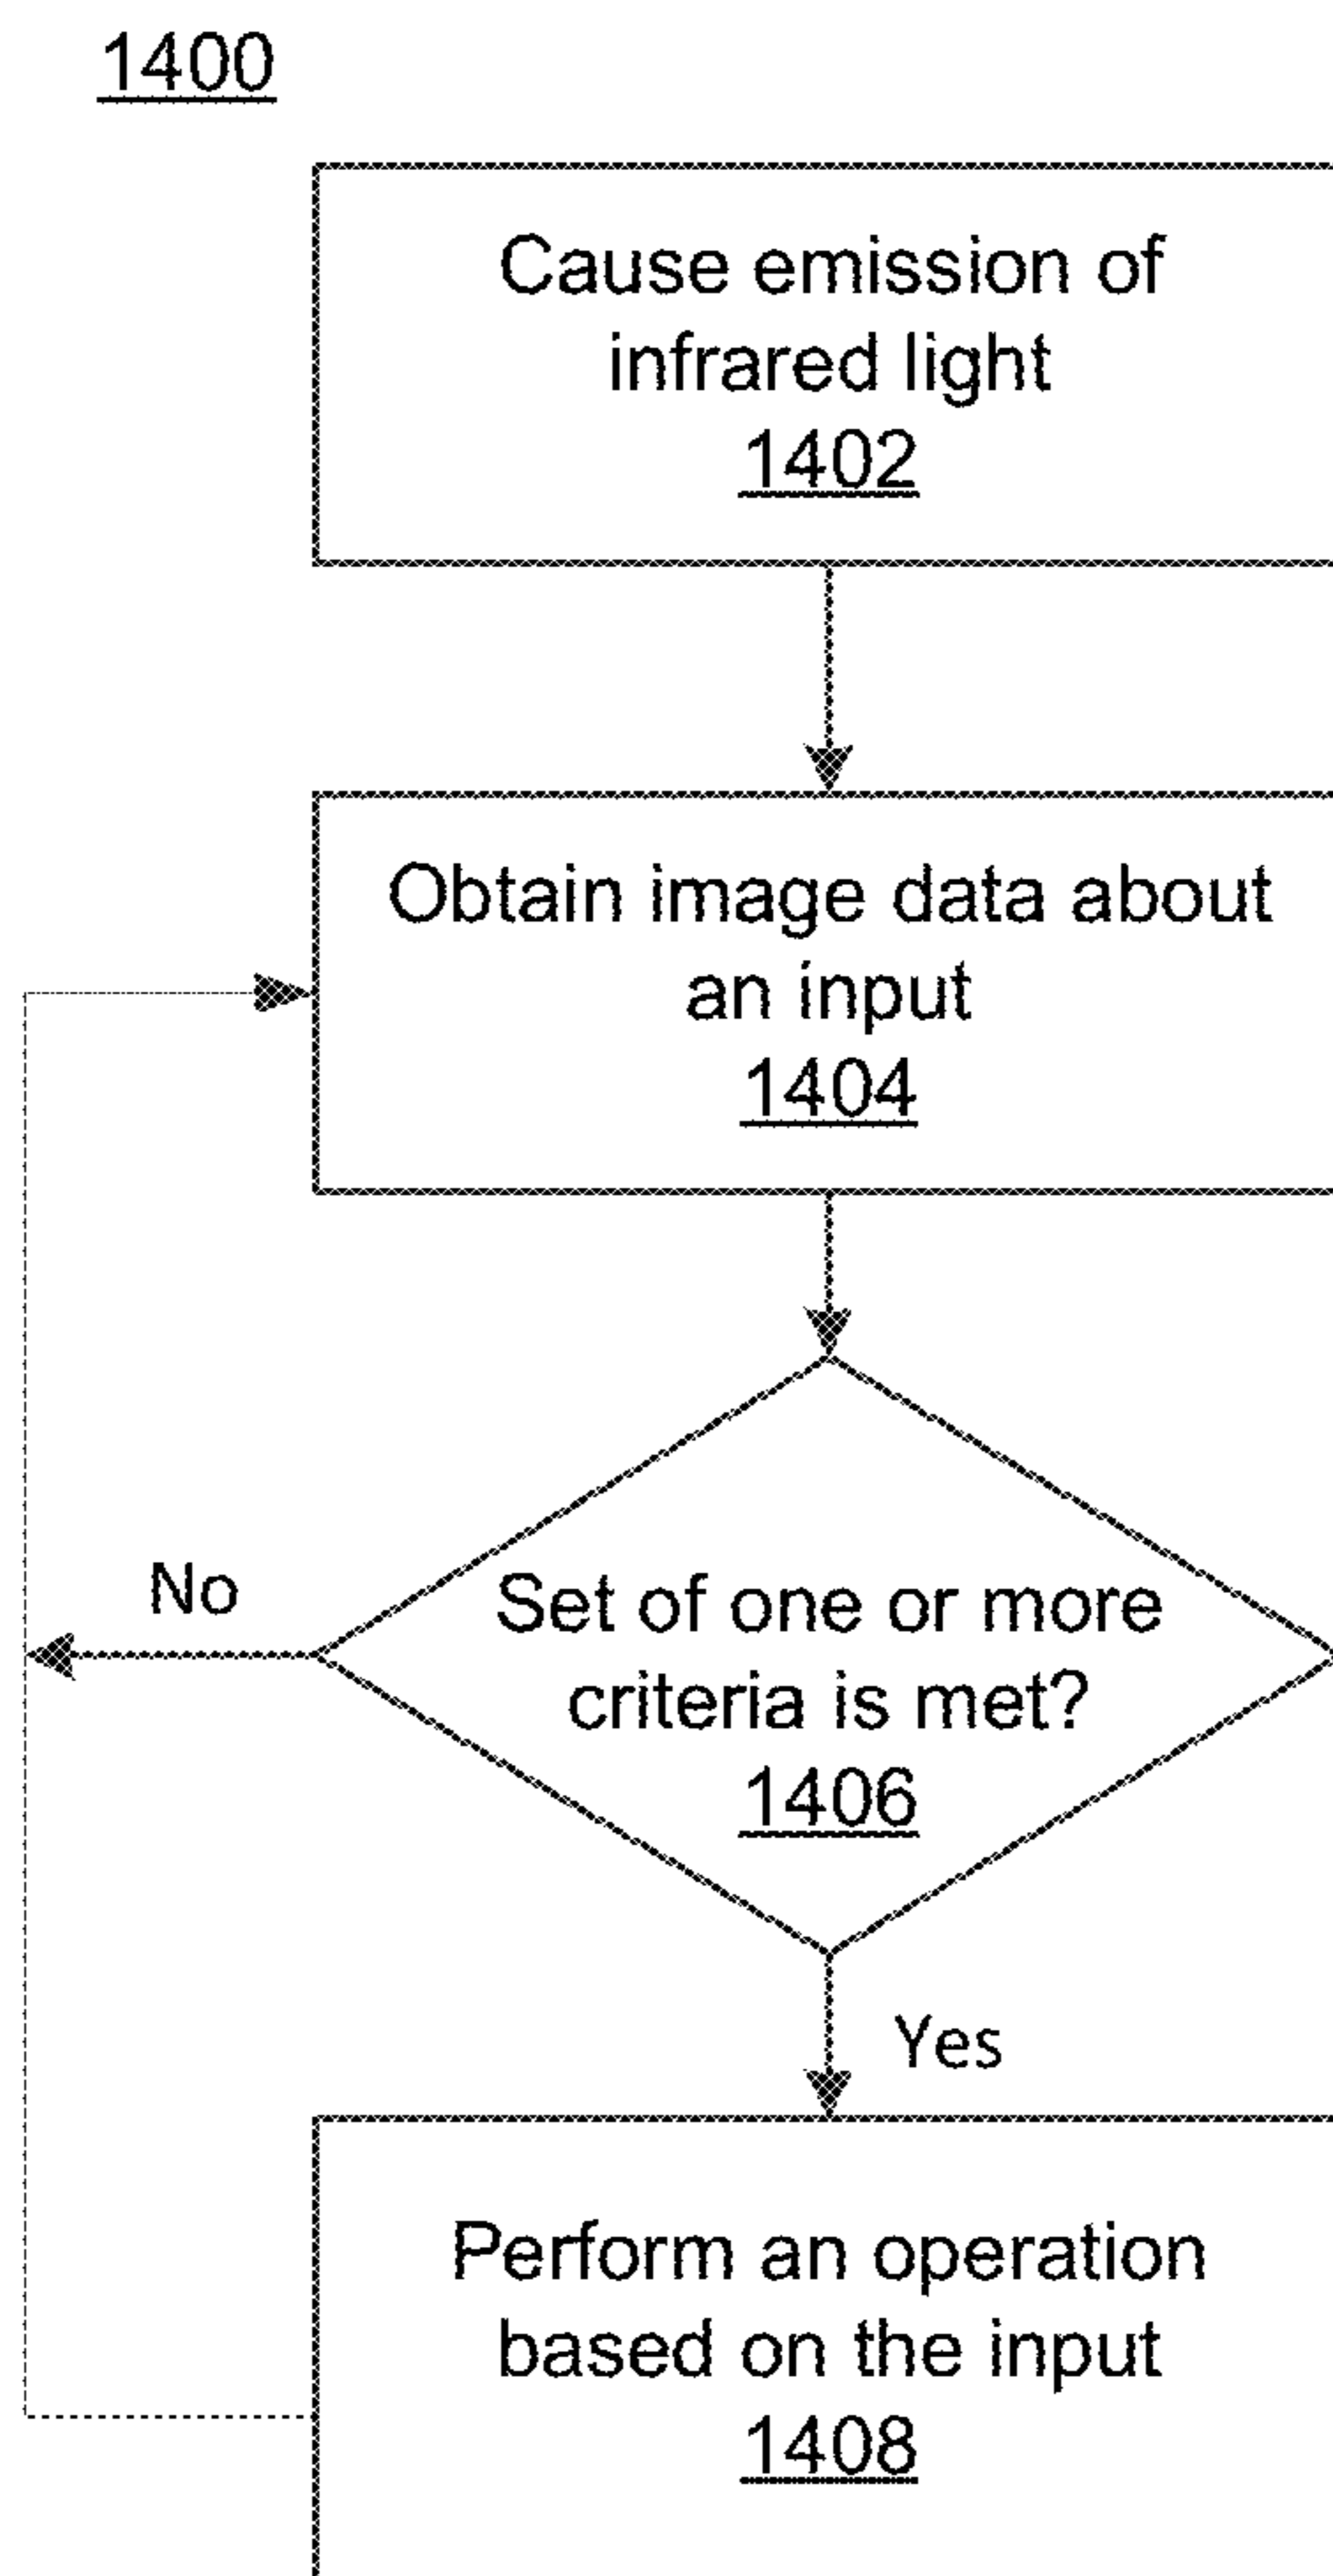 1400
Cause emission of
infrared light
1402
Obtain image data about
an input
1404
No
Set of one or more
criteria is met?
1406
Yes
Perform an operation
based on the input
1408